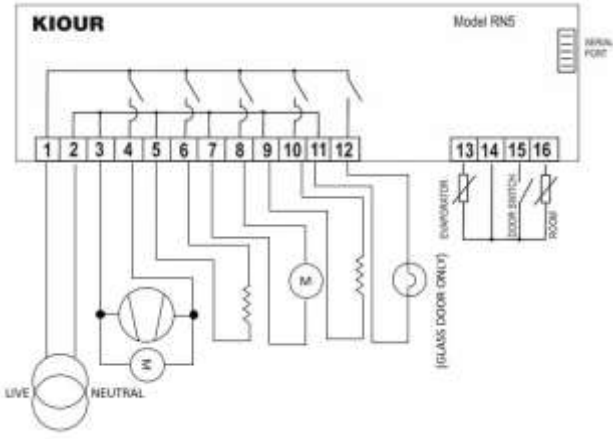 KIOUR
Model RN5
SERIAL
PORT
1 2 3 4 5 6 7 8 9 10 11 12
13 14 15 16
EVAPORATOR
DOOR SWITCH
ROOM
M
M
(GLASS DOOR ONLY)
LIVE
NEUTRAL